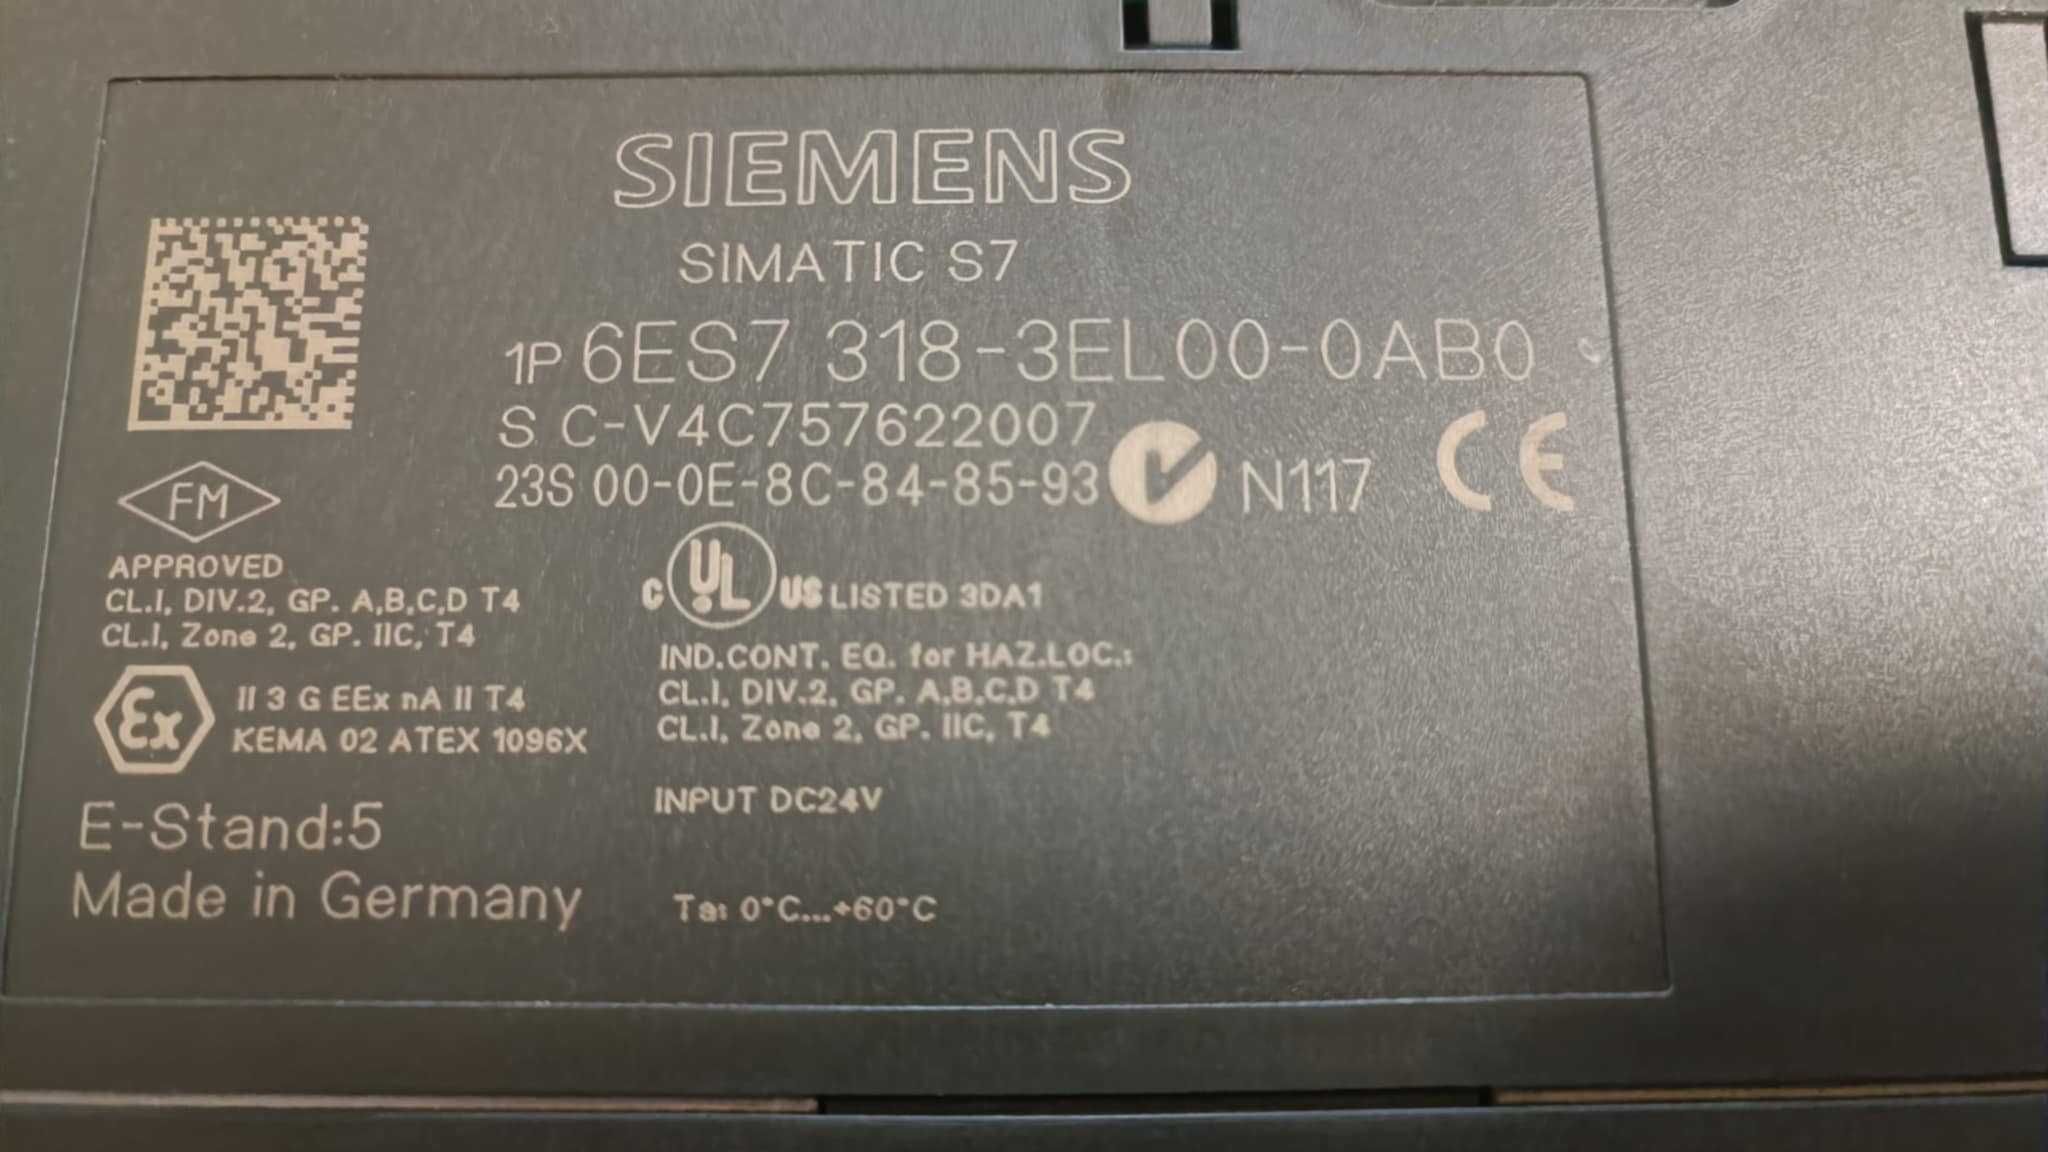 SIEMENS
SIMATIC S7
1P 6ES7 318-3EL00-0AB0
S C-V4C757622007
23S 00-0E-8C-84-85-93 N117 CE
FM
APPROVED
CL.I, DIV.2, GP. A,B,C,D T4
CL.I, Zone 2, GP. IIC, T4
Ex II 3 G EEx nA II T4
KEMA 02 ATEX 1096X
E-Stand:5
Made in Germany
C UL US LISTED 3DA1
IND.CONT. EQ. for HAZ.LOC.:
CL.I, DIV.2, GP. A,B,C,D T4
CL.I, Zone 2, GP. IIC, T4
INPUT DC24V
Ta: 0°C...+60°C